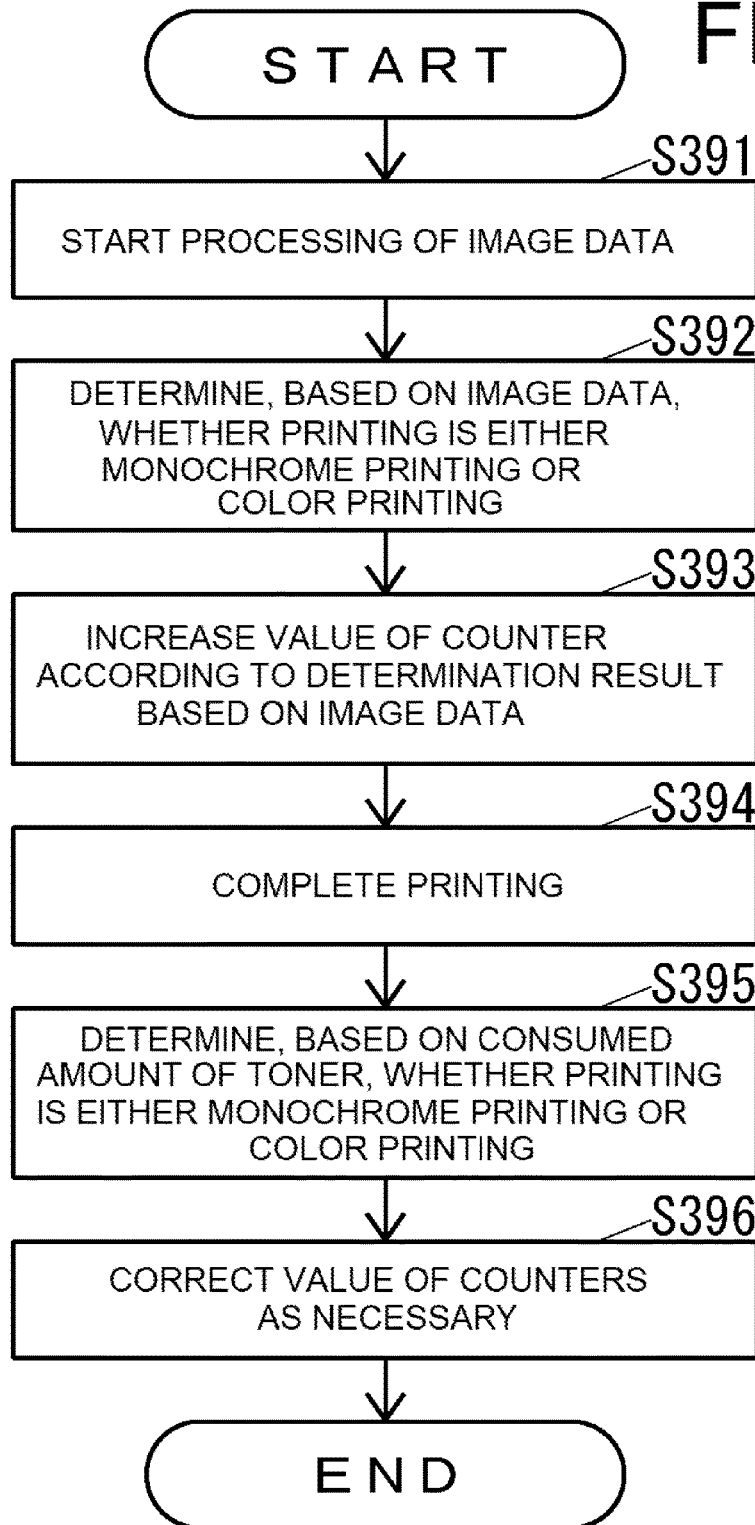 START
S391
START PROCESSING OF IMAGE DATA
S392
DETERMINE, BASED ON IMAGE DATA,
WHETHER PRINTING IS EITHER
MONOCHROME PRINTING OR
COLOR PRINTING
S393
INCREASE VALUE OF COUNTER
ACCORDING TO DETERMINATION RESULT
BASED ON IMAGE DATA
S394
COMPLETE PRINTING
S395
DETERMINE, BASED ON CONSUMED
AMOUNT OF TONER, WHETHER PRINTING
IS EITHER MONOCHROME PRINTING OR
COLOR PRINTING
S396
CORRECT VALUE OF COUNTERS
AS NECESSARY
END